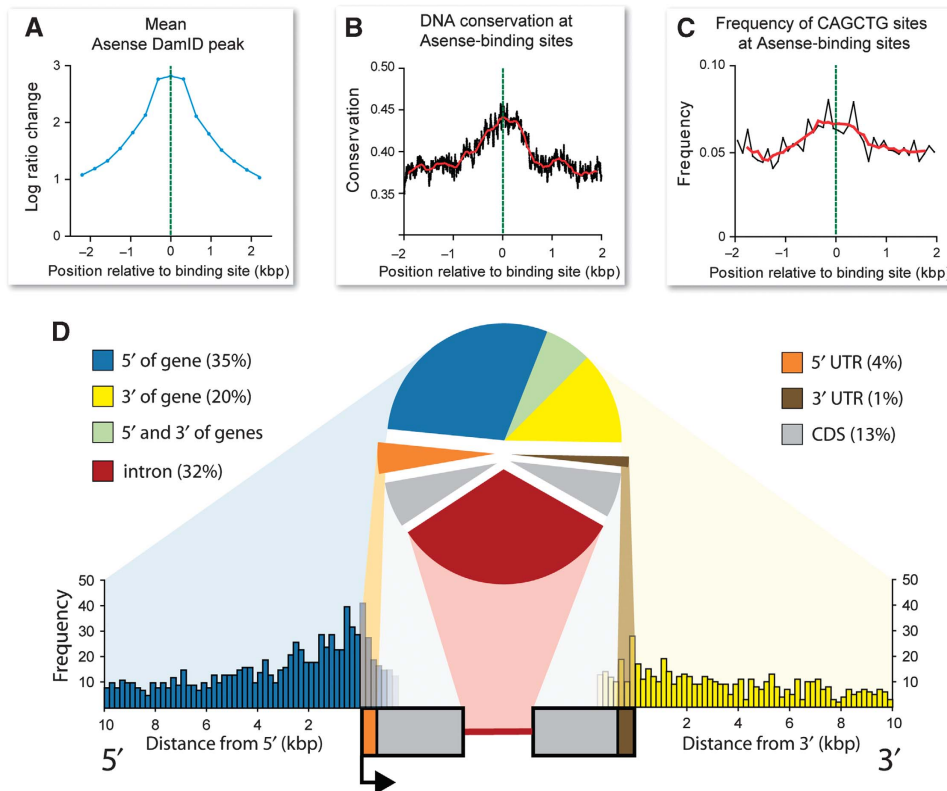 A
Mean
Asense DamID peak
Log ratio change
3
2
1
0
−2 −1 0 1 2
Position relative to binding site (kbp)
B
DNA conservation at
Asense-binding sites
Conservation
0.50
0.45
0.40
0.35
−2 −1 0 1 2
Position relative to binding site (kbp)
C
Frequency of CAGCTG sites
at Asense-binding sites
Frequency
0.10
0.05
0
−2 −1 0 1 2
Position relative to binding site (kbp)
D
5′ of gene (35%)
3′ of gene (20%)
5′ and 3′ of genes
intron (32%)
5′ UTR (4%)
3′ UTR (1%)
CDS (13%)
Frequency
50
40
30
20
10
10 8 6 4 2
5′
Distance from 5′ (kbp)
50
40
30
20
10
2 4 6 8 10
Distance from 3′ (kbp)
3′